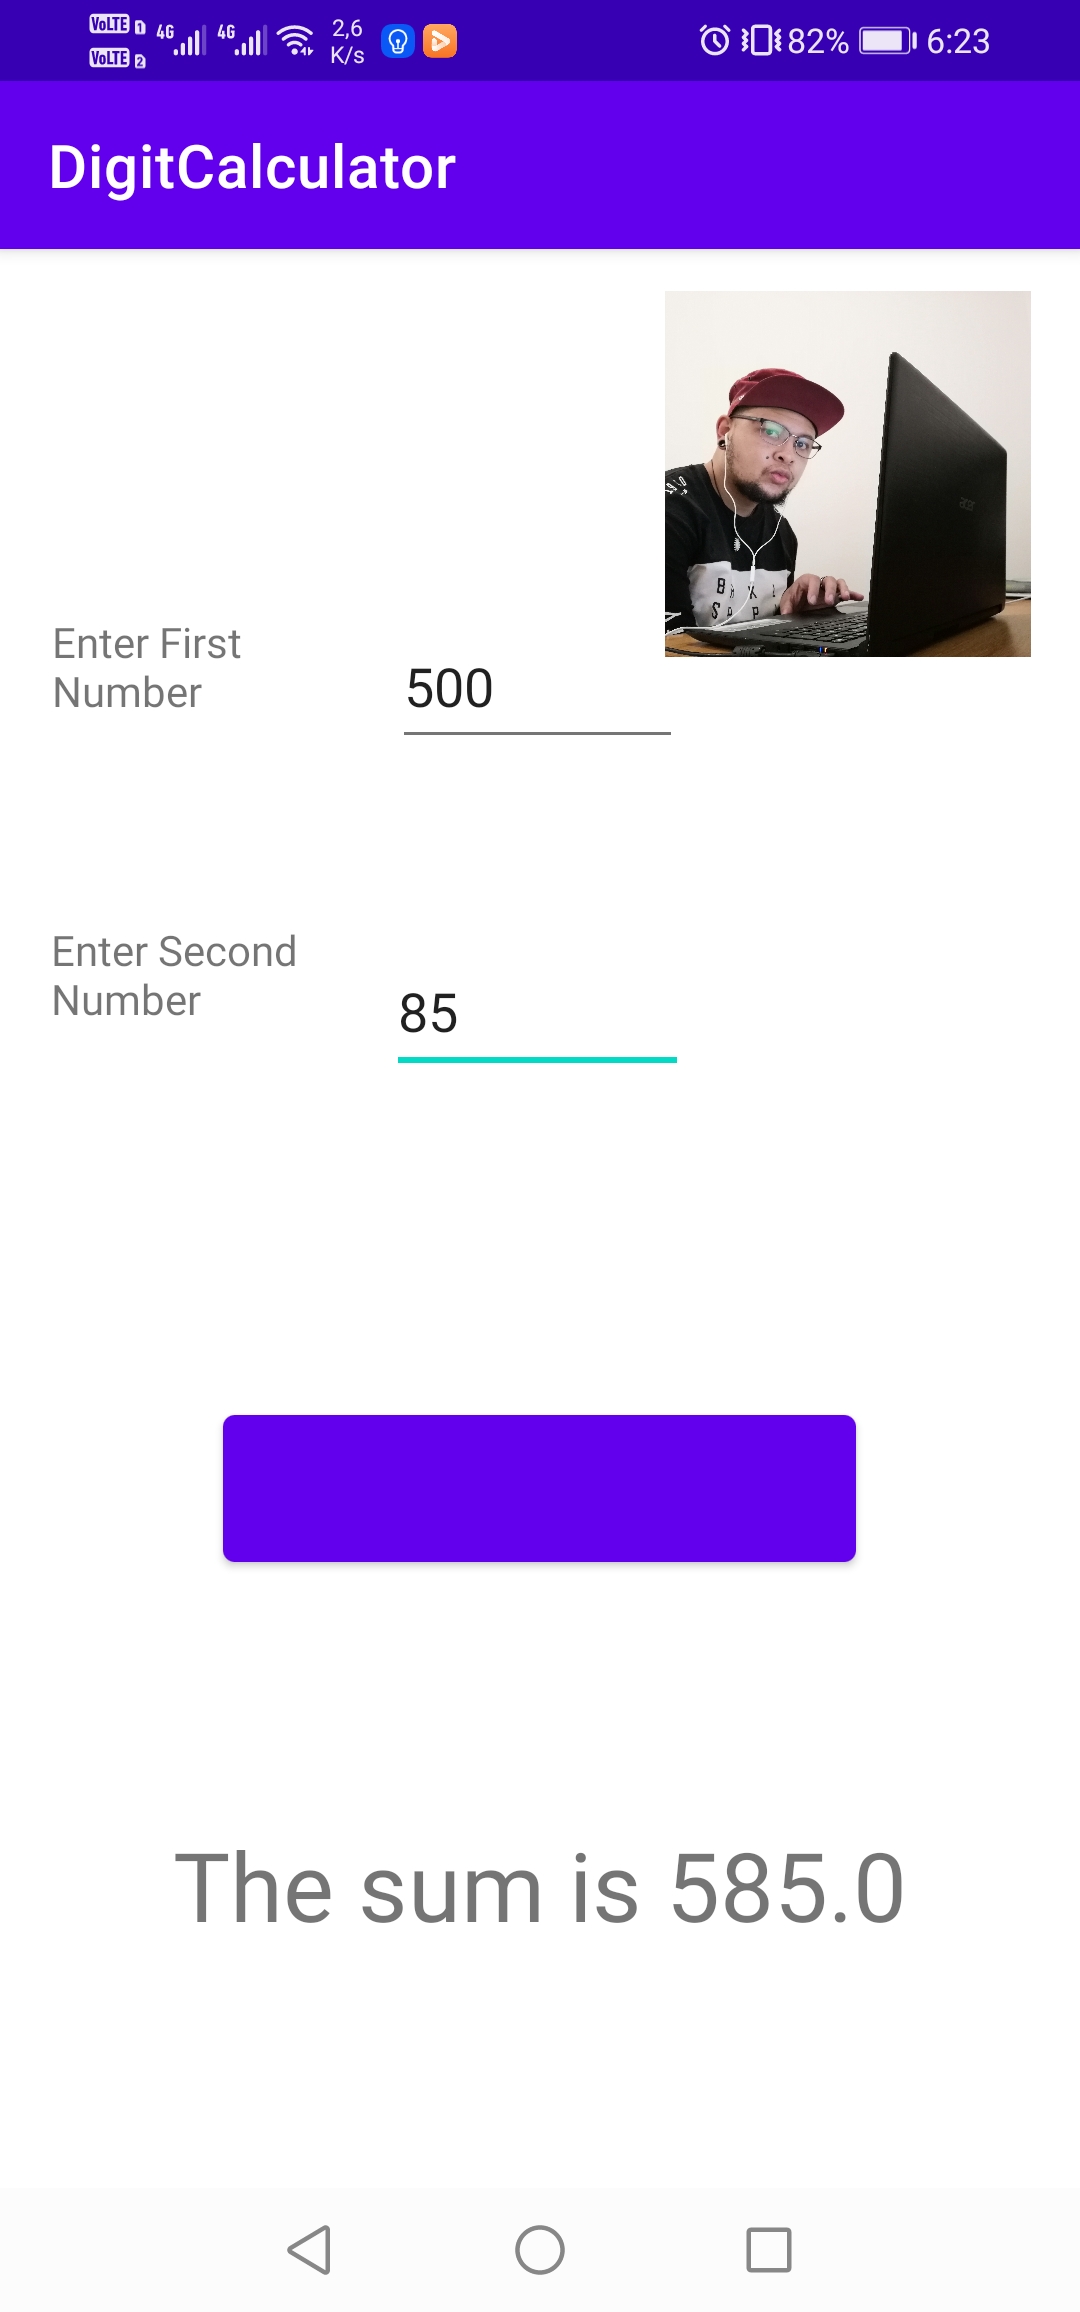 VoLTE 1
VoLTE 2
4G
4G
2,6
K/s
82%
6:23
DigitCalculator
acer
Enter First
Number
500
Enter Second
Number
85
The sum is 585.0